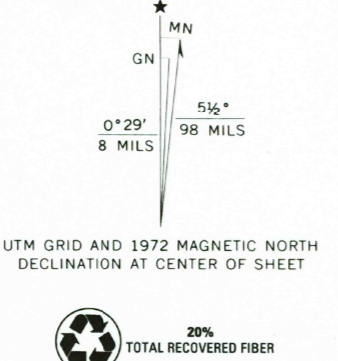 ★
MN
GN
5½°
0°29′
98 MILS
8 MILS
UTM GRID AND 1972 MAGNETIC NORTH
DECLINATION AT CENTER OF SHEET
20%
TOTAL RECOVERED FIBER